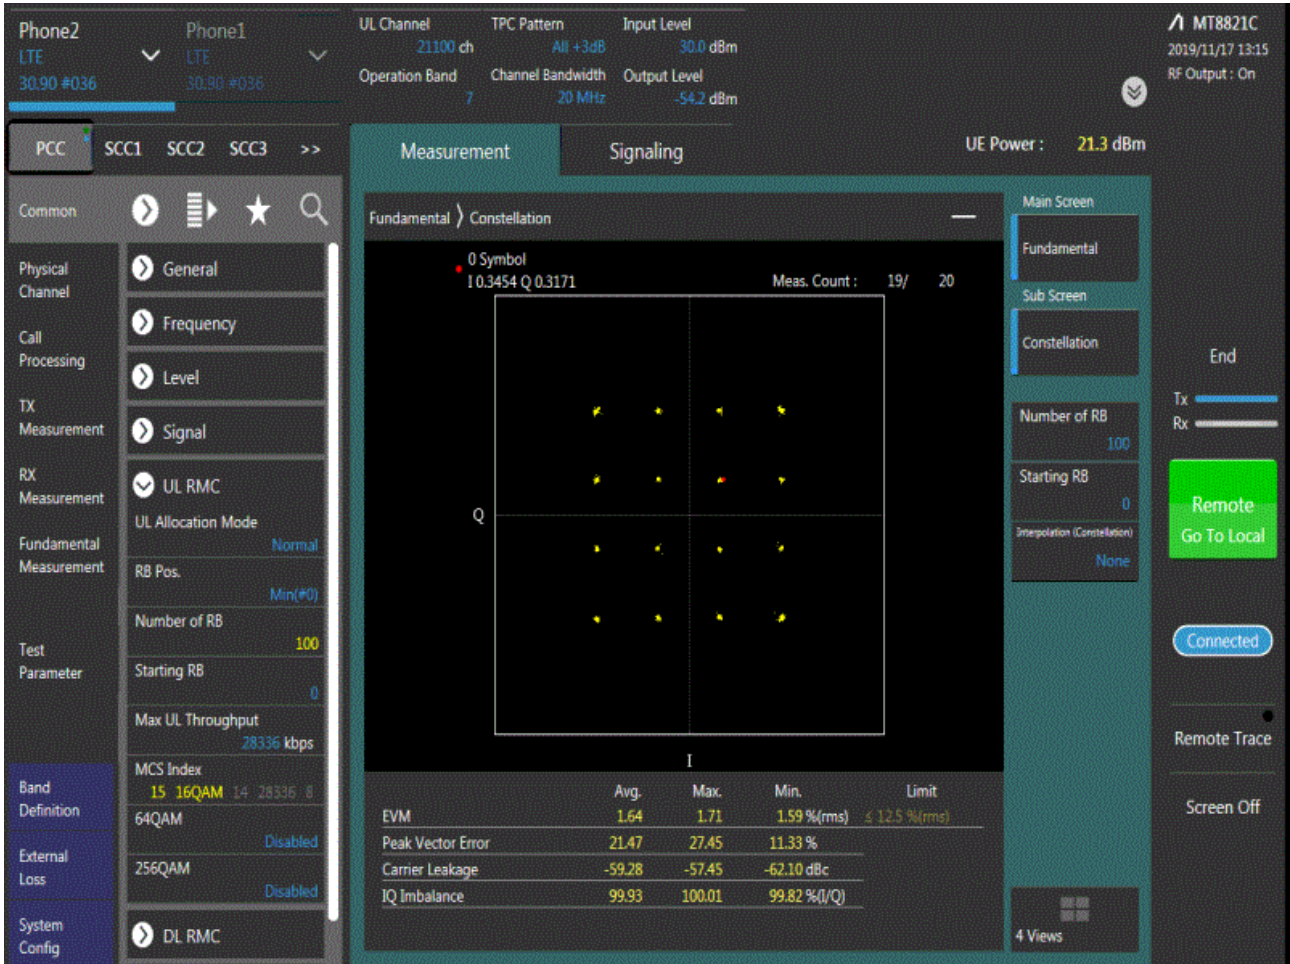 Phone2
LTE
30.90 #036
Phone1
LTE
30.90 #036
UL Channel
21100 ch
TPC Pattern
All +3dB
Input Level
30.0 dBm
Operation Band
7
Channel Bandwidth
20 MHz
Output Level
-54.2 dBm
MT8821C
2019/11/17 13:15
RF Output : On
PCC SCC1 SCC2 SCC3 >>
Measurement Signaling
UE Power : 21.3 dBm
Common
Physical
Channel
Call
Processing
TX
Measurement
RX
Measurement
Fundamental
Measurement
Test
Parameter
Band
Definition
External
Loss
System
Config
General
Frequency
Level
Signal
UL RMC
UL Allocation Mode
Normal
RB Pos.
Min(#0)
Number of RB
100
Starting RB
0
Max UL Throughput
28336 kbps
MCS Index
15 16QAM 14 28336 8
64QAM
Disabled
256QAM
Disabled
DL RMC
Fundamental 〉 Constellation
0 Symbol
I 0.3454 Q 0.3171
Meas. Count : 19/ 20
Q
I
Avg. Max. Min. Limit
EVM 1.64 1.71 1.59 %(rms) ≤ 12.5 %(rms)
Peak Vector Error 21.47 27.45 11.33 %
Carrier Leakage -59.28 -57.45 -62.10 dBc
IQ Imbalance 99.93 100.01 99.82 %(I/Q)
Main Screen
Fundamental
Sub Screen
Constellation
Number of RB
100
Starting RB
0
Interpolation (Constellation)
None
4 Views
End
Tx
Rx
Remote
Go To Local
Connected
Remote Trace
Screen Off